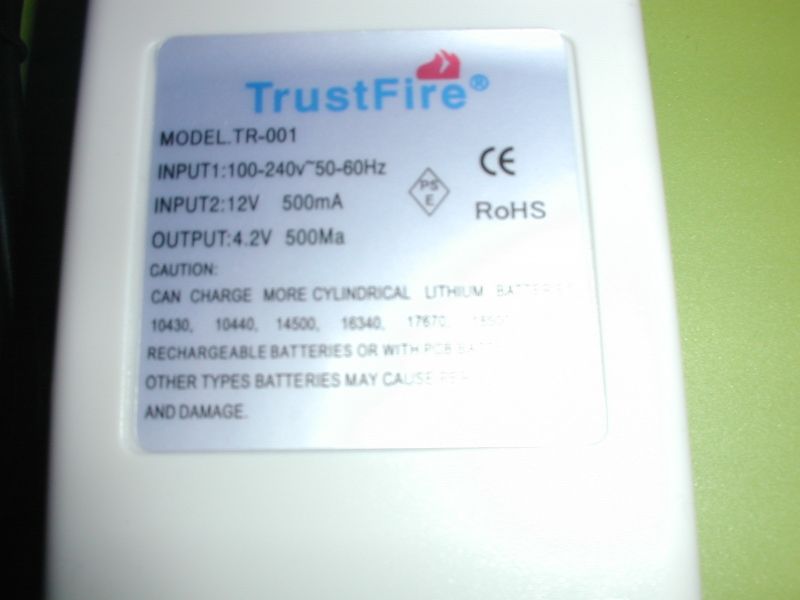 TrustFire®
MODEL.TR-001
INPUT1:100-240v~50-60Hz
INPUT2:12V 500mA
OUTPUT:4.2V 500Ma
PS
E
CE
RoHS
CAUTION:
CAN CHARGE MORE CYLINDRICAL LITHIUM
10430, 10440, 14500, 16340, 17670,
RECHARGEABLE BATTERIES OR WITH PCB
OTHER TYPES BATTERIES MAY CAUSE
AND DAMAGE.